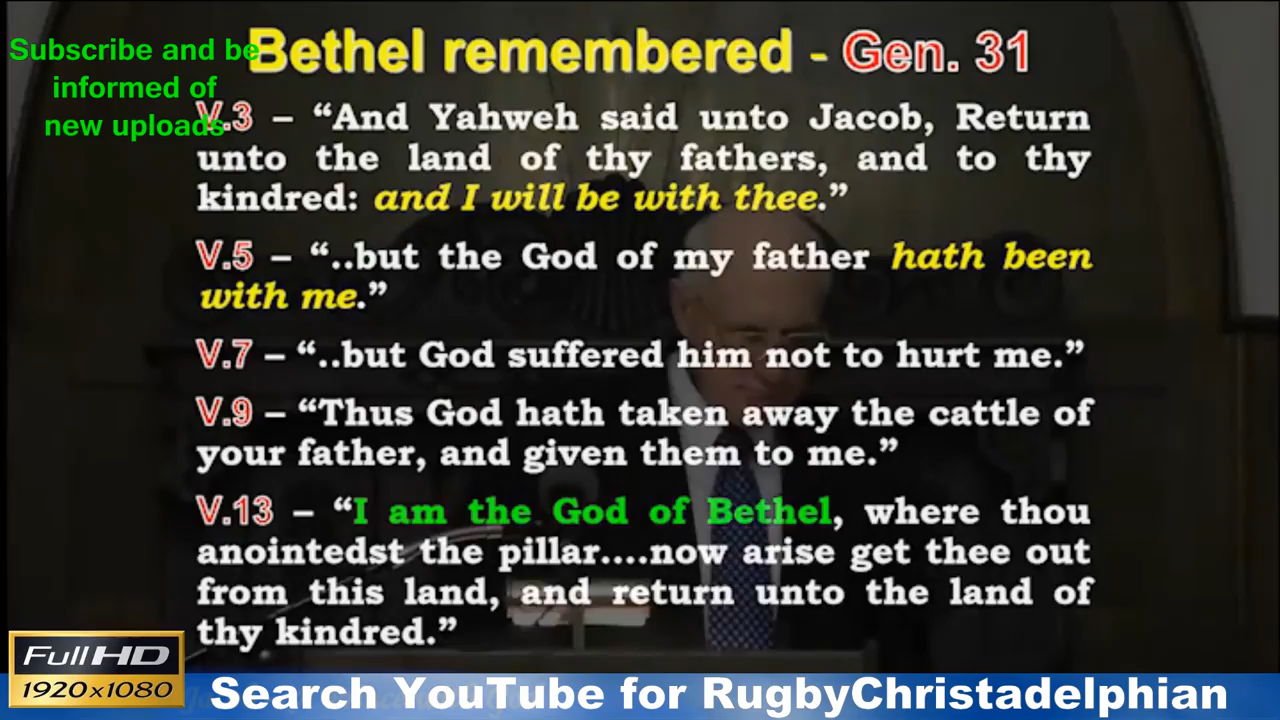 Subscribe and be
informed of
new uploads
Bethel remembered - Gen. 31
V.3 – “And Yahweh said unto Jacob, Return
unto the land of thy fathers, and to thy
kindred: and I will be with thee.”
V.5 – “..but the God of my father hath been
with me.”
V.7 – “..but God suffered him not to hurt me.”
V.9 – “Thus God hath taken away the cattle of
your father, and given them to me.”
V.13 – “I am the God of Bethel, where thou
anointedst the pillar....now arise get thee out
from this land, and return unto the land of
thy kindred.”
Full HD
1920x1080
Search YouTube for RugbyChristadelphian